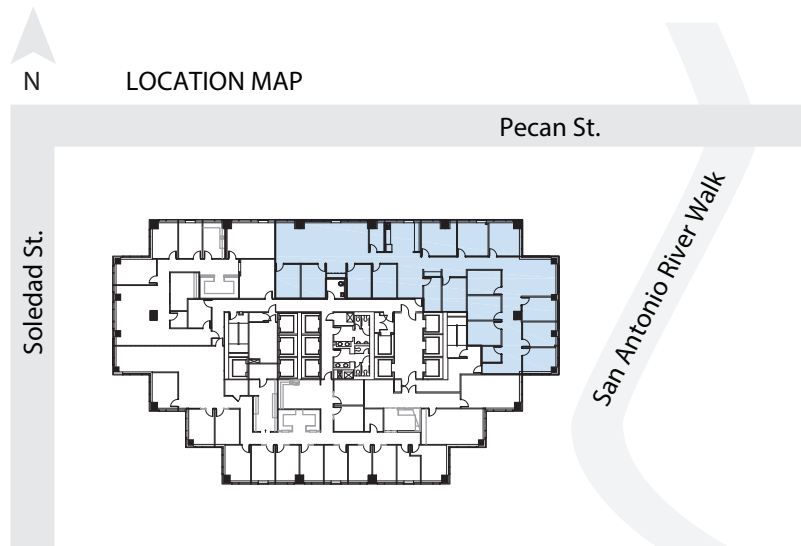 N
LOCATION MAP
Pecan St.
Soledad St.
San Antonio River Walk